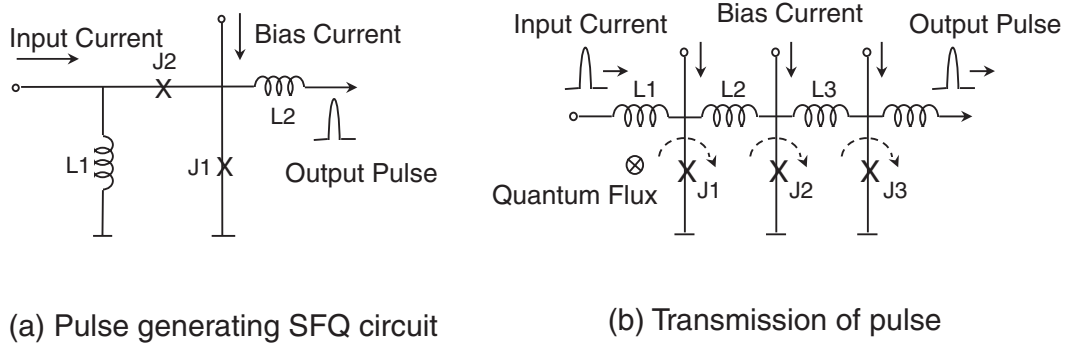 Input Current
Bias Current
J2
L2
L1
J1
Output Pulse
(a) Pulse generating SFQ circuit
Bias Current
Input Current
Output Pulse
L1
L2
L3
Quantum Flux
J1
J2
J3
(b) Transmission of pulse